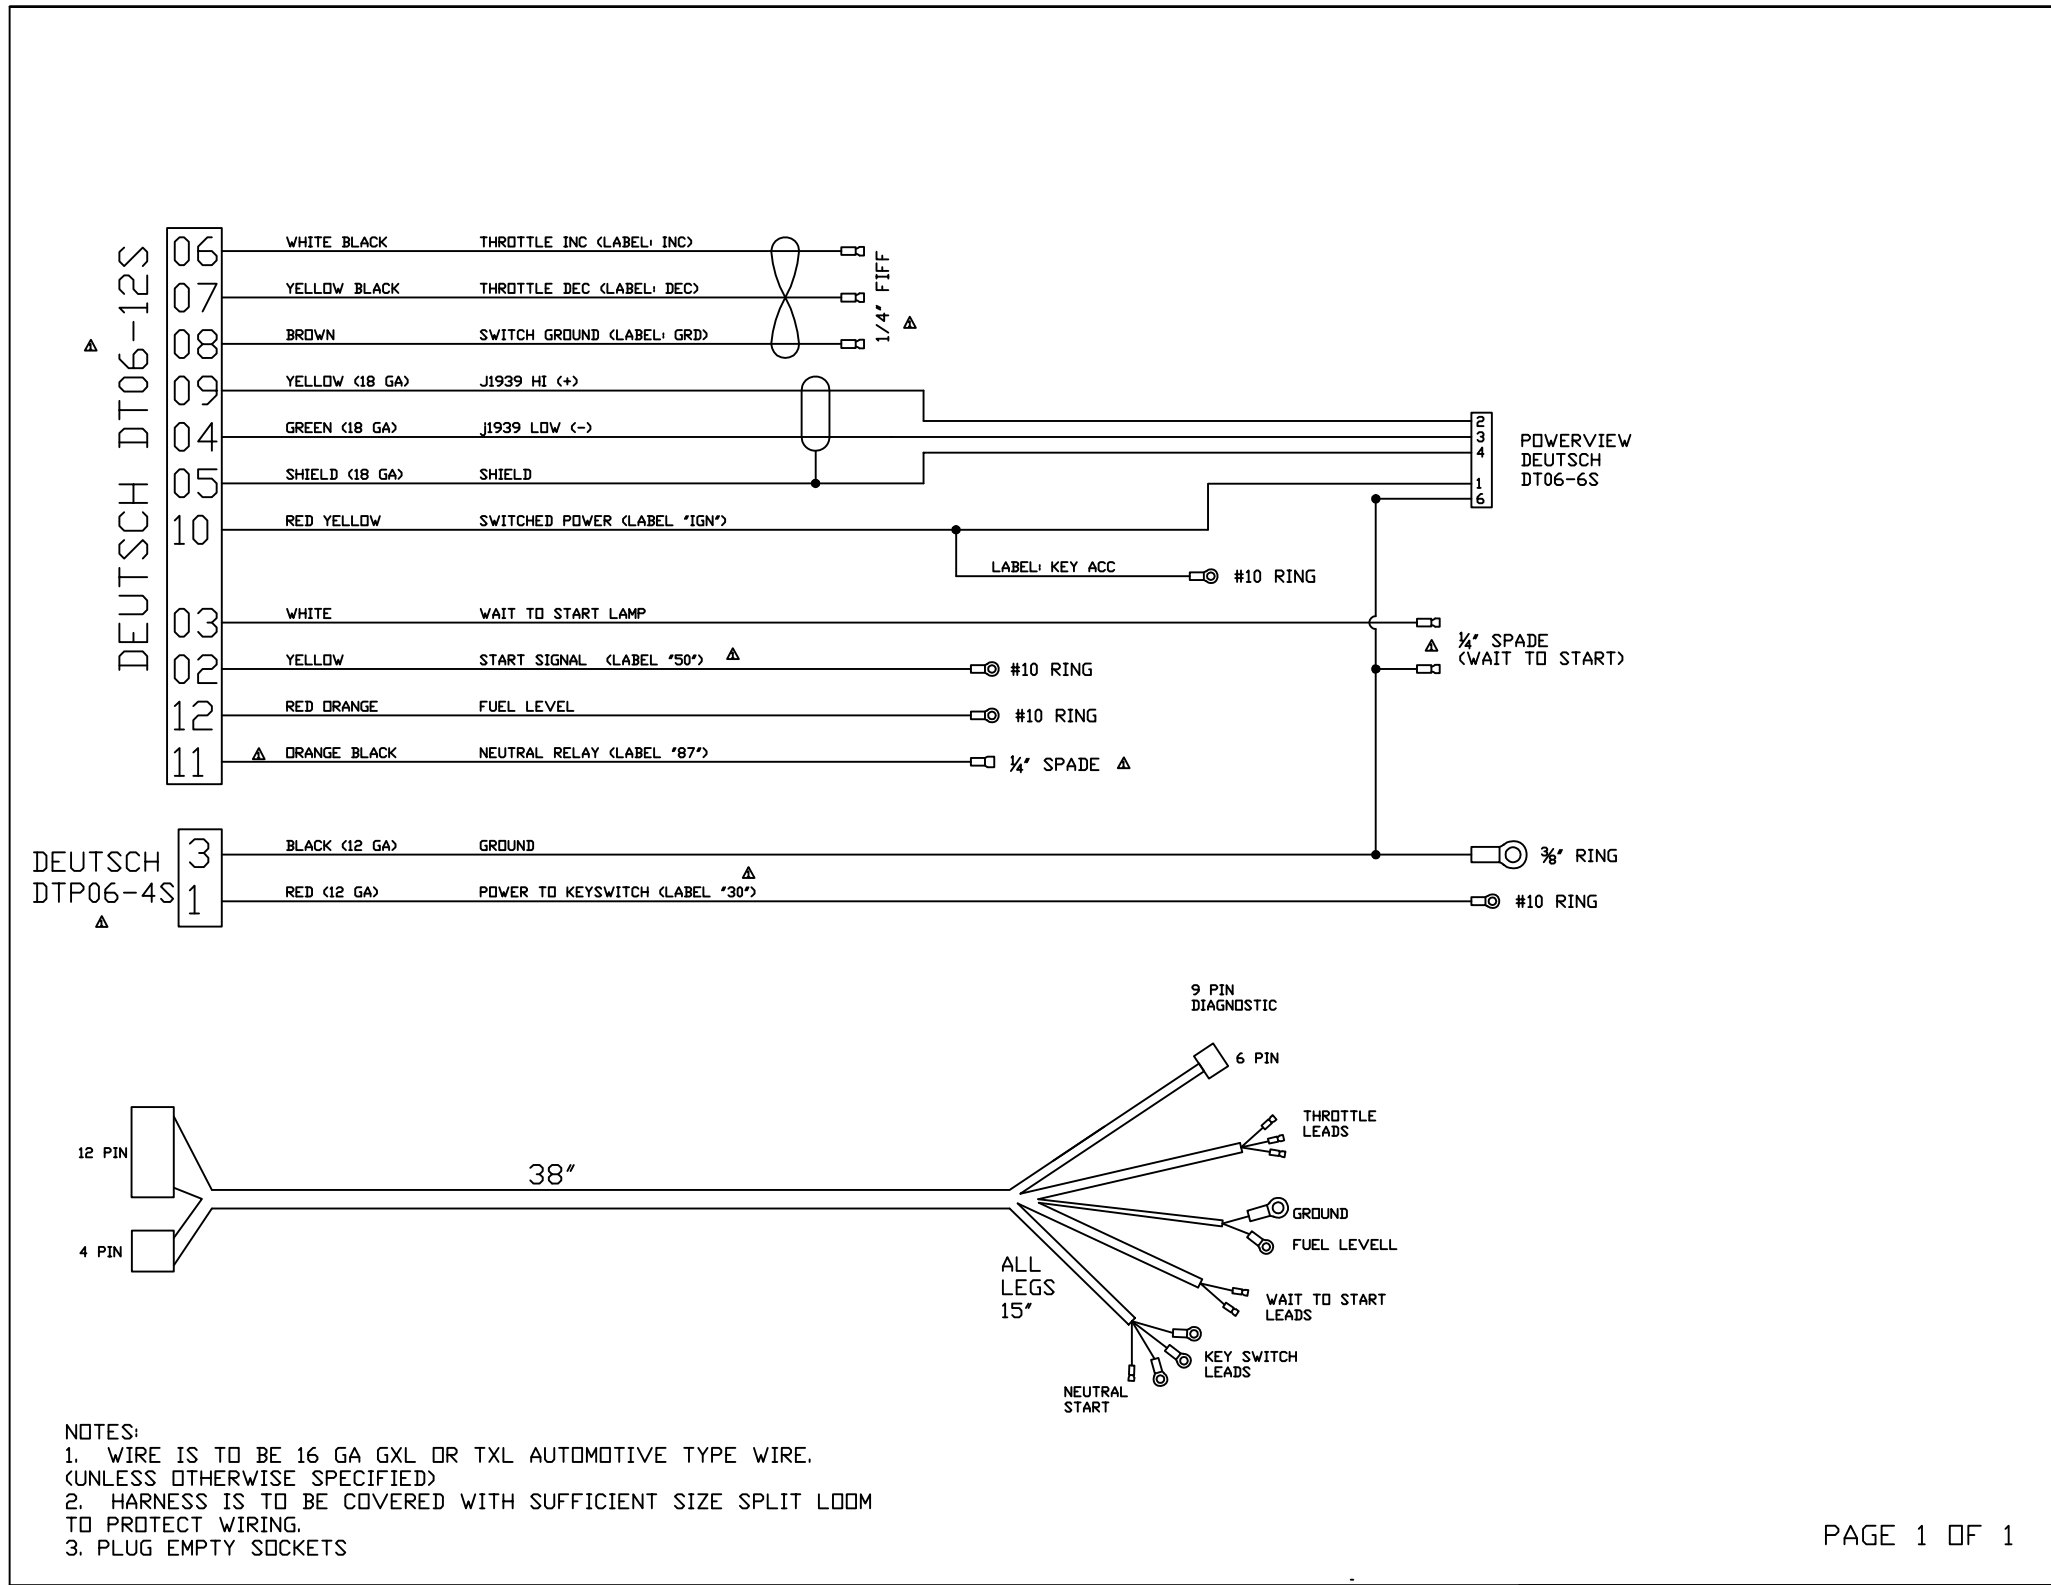 DEUTSCH DT06-12S
06 WHITE BLACK THROTTLE INC (LABEL: INC)
07 YELLOW BLACK THROTTLE DEC (LABEL: DEC)
08 BROWN SWITCH GROUND (LABEL: GRD)
1/4" FIFF
09 YELLOW (18 GA) J1939 HI (+)
04 GREEN (18 GA) j1939 LOW (-)
05 SHIELD (18 GA) SHIELD
10 RED YELLOW SWITCHED POWER (LABEL "IGN")
LABEL: KEY ACC #10 RING
2
3
4
1
6
POWERVIEW
DEUTSCH
DT06-6S
03 WHITE WAIT TO START LAMP
1/4" SPADE
(WAIT TO START)
02 YELLOW START SIGNAL (LABEL "50") #10 RING
12 RED ORANGE FUEL LEVEL #10 RING
11 ORANGE BLACK NEUTRAL RELAY (LABEL "87") 1/4" SPADE
DEUTSCH
DTP06-4S
3 BLACK (12 GA) GROUND 3/8" RING
1 RED (12 GA) POWER TO KEYSWITCH (LABEL "30") #10 RING
9 PIN
DIAGNOSTIC
6 PIN
THROTTLE
LEADS
12 PIN
38"
GROUND
FUEL LEVELL
4 PIN
ALL
LEGS
15"
WAIT TO START
LEADS
KEY SWITCH
LEADS
NEUTRAL
START
NOTES:
1. WIRE IS TO BE 16 GA GXL OR TXL AUTOMOTIVE TYPE WIRE.
(UNLESS OTHERWISE SPECIFIED)
2. HARNESS IS TO BE COVERED WITH SUFFICIENT SIZE SPLIT LOOM
TO PROTECT WIRING.
3. PLUG EMPTY SOCKETS
PAGE 1 OF 1